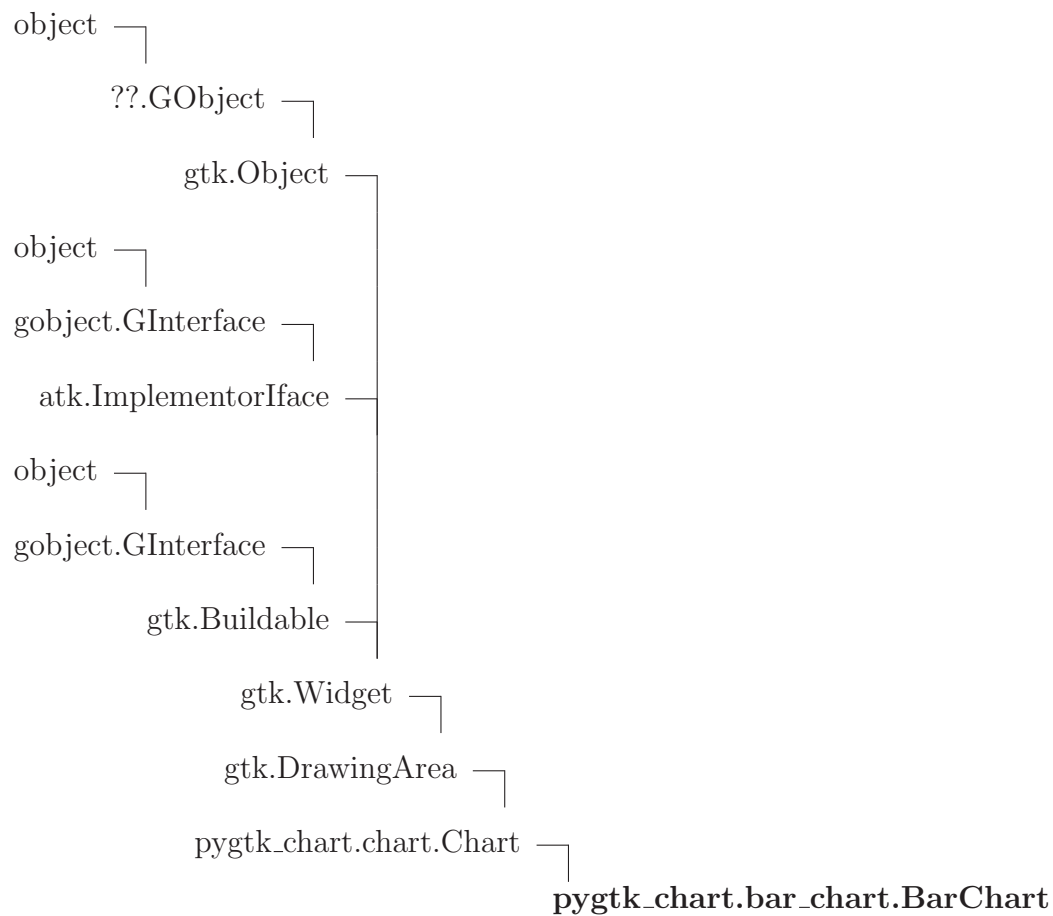 object
??.GObject
gtk.Object
object
gobject.GInterface
atk.ImplementorIface
object
gobject.GInterface
gtk.Buildable
gtk.Widget
gtk.DrawingArea
pygtk_chart.chart.Chart
pygtk_chart.bar_chart.BarChart